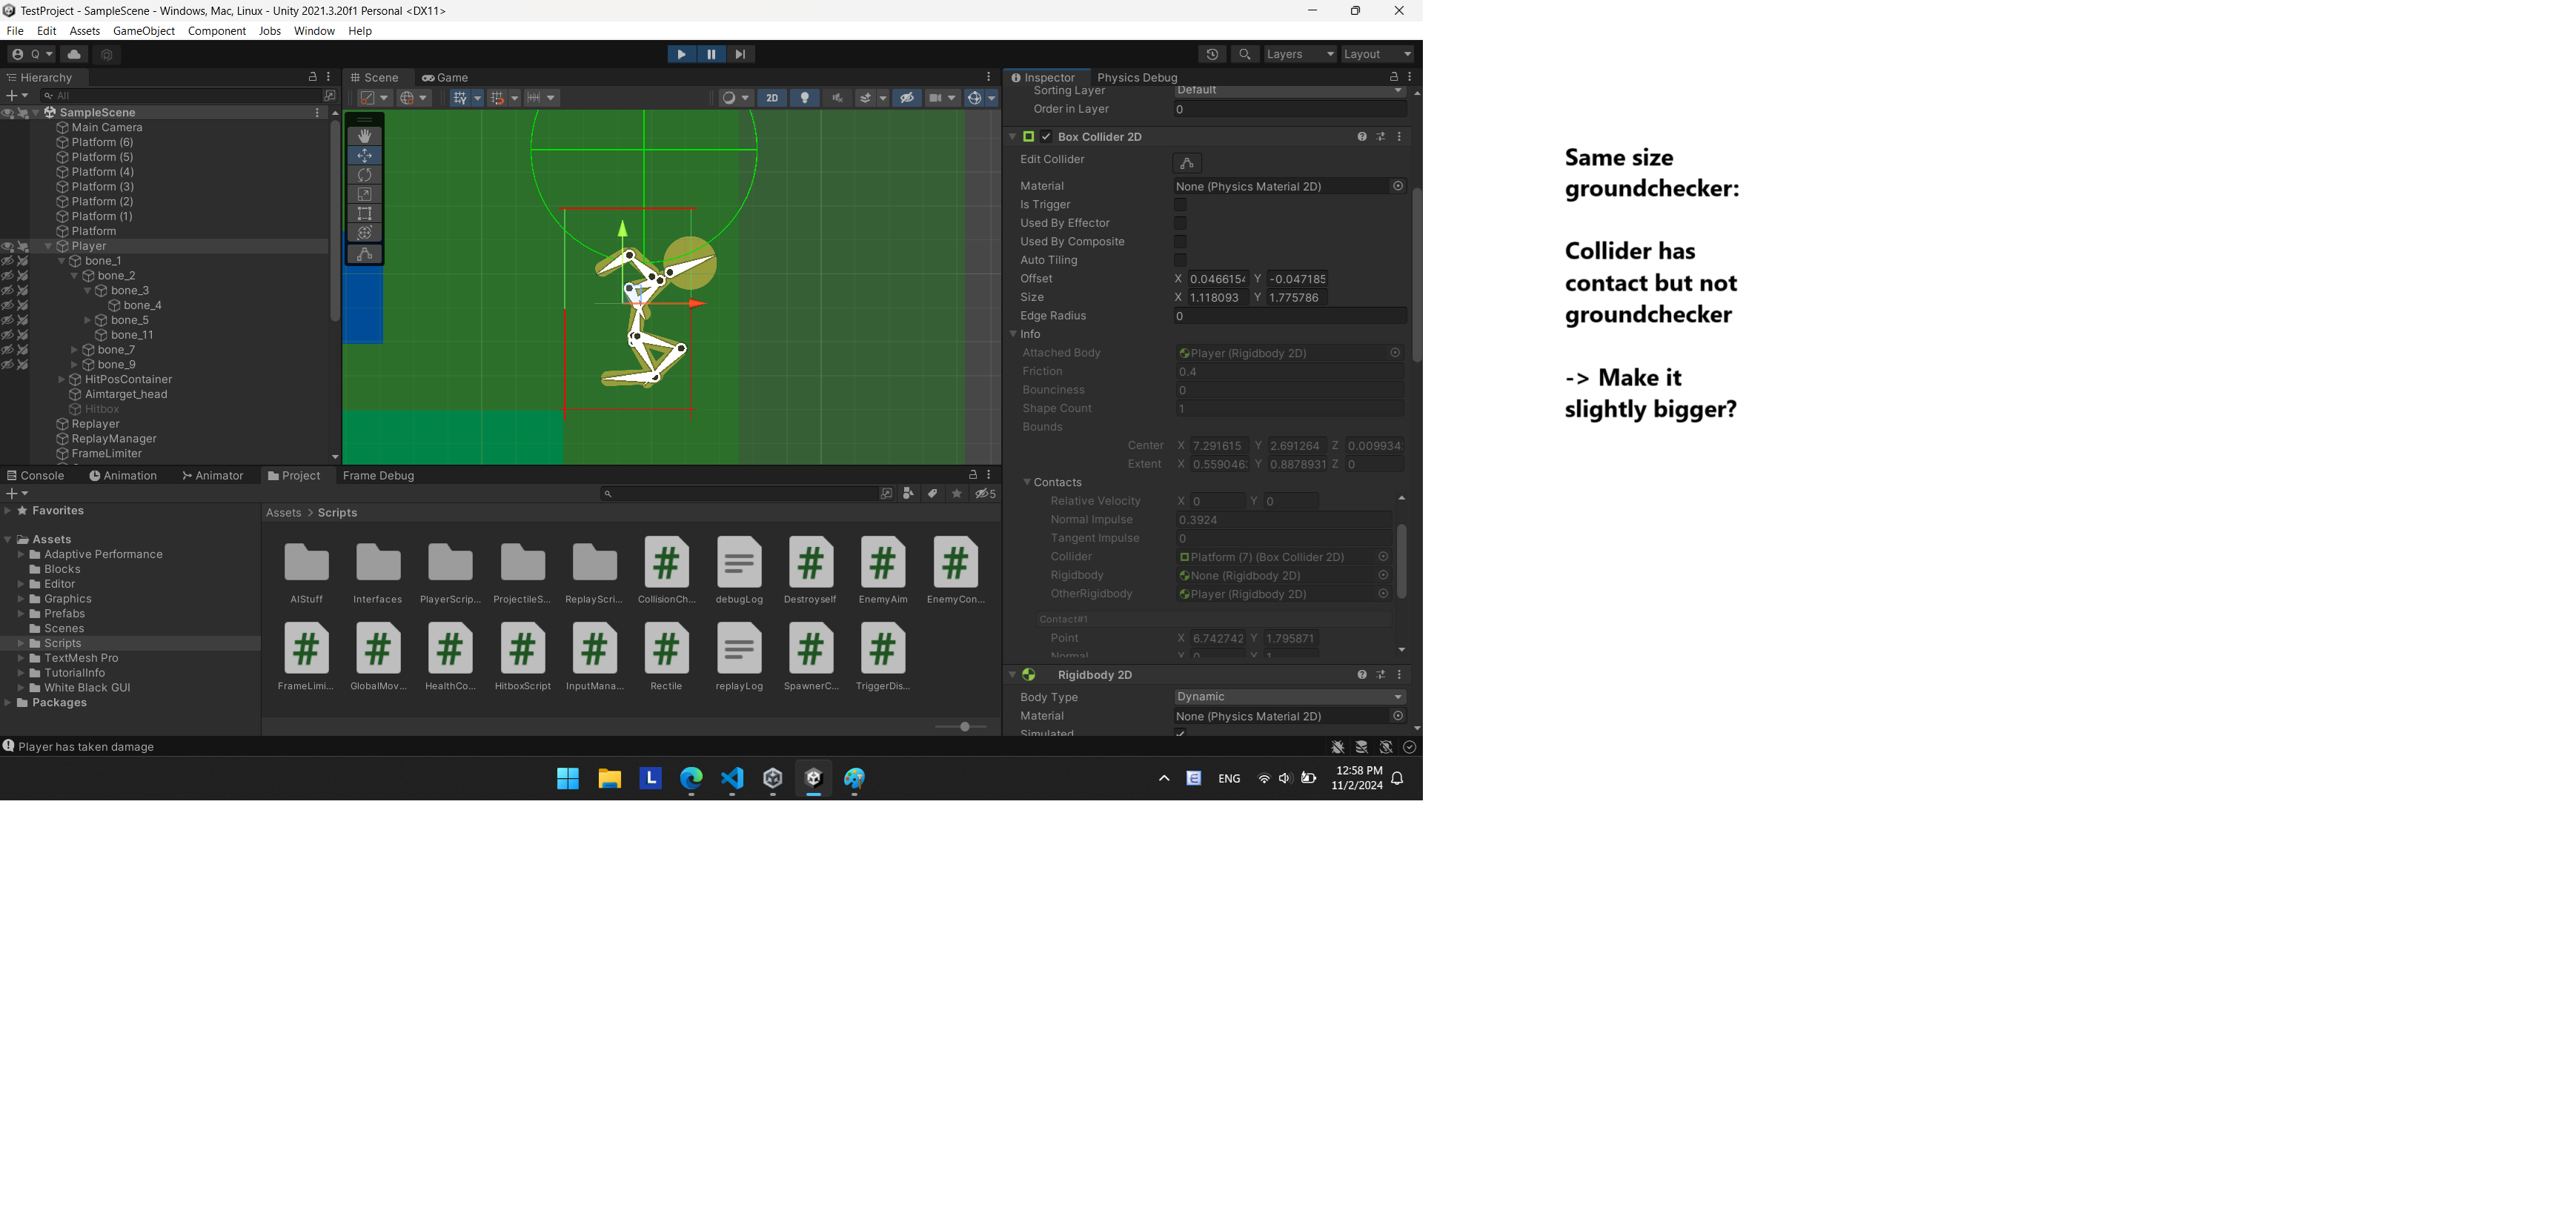 TestProject - SampleScene - Windows, Mac, Linux - Unity 2021.3.20f1 Personal <DX11>
File Edit Assets GameObject Component Jobs Window Help
Q Layers Layout
Hierarchy
All
SampleScene
Main Camera
Platform (6)
Platform (5)
Platform (4)
Platform (3)
Platform (2)
Platform (1)
Platform
Player
bone_1
bone_2
bone_3
bone_4
bone_5
bone_11
bone_7
bone_9
HitPosContainer
Aimtarget_head
Hitbox
Replayer
ReplayManager
FrameLimiter
Scene Game
2D
Inspector Physics Debug
Sorting Layer Default
Order in Layer 0
Box Collider 2D
Edit Collider
Material None (Physics Material 2D)
Is Trigger
Used By Effector
Used By Composite
Auto Tiling
Offset X 0.046615 Y -0.047185
Size X 1.118093 Y 1.775786
Edge Radius 0
Info
Attached Body Player (Rigidbody 2D)
Friction 0.4
Bounciness 0
Shape Count 1
Bounds
Center X 7.291615 Y 2.691264 Z 0.009934
Extent X 0.559046 Y 0.8878931 Z 0
Contacts
Relative Velocity X 0 Y 0
Normal Impulse 0.3924
Tangent Impulse 0
Collider Platform (7) (Box Collider 2D)
Rigidbody None (Rigidbody 2D)
OtherRigidbody Player (Rigidbody 2D)
Contact#1
Point X 6.742742 Y 1.795871
Normal X 0 Y 1
Rigidbody 2D
Body Type Dynamic
Material None (Physics Material 2D)
Simulated
Console Animation Animator Project Frame Debug
5
Favorites
Assets
Adaptive Performance
Blocks
Editor
Graphics
Prefabs
Scenes
Scripts
TextMesh Pro
TutorialInfo
White Black GUI
Packages
Assets > Scripts
AIStuff Interfaces PlayerScrip... ProjectileS... ReplayScri... CollisionCh... debugLog Destroyself EnemyAim EnemyCon...
FrameLimi... GlobalMov... HealthCo... HitboxScript InputMana... Rectile replayLog SpawnerC... TriggerDis...
Player has taken damage
L
ENG
12:58 PM
11/2/2024
Same size
groundchecker:
Collider has
contact but not
groundchecker
-> Make it
slightly bigger?